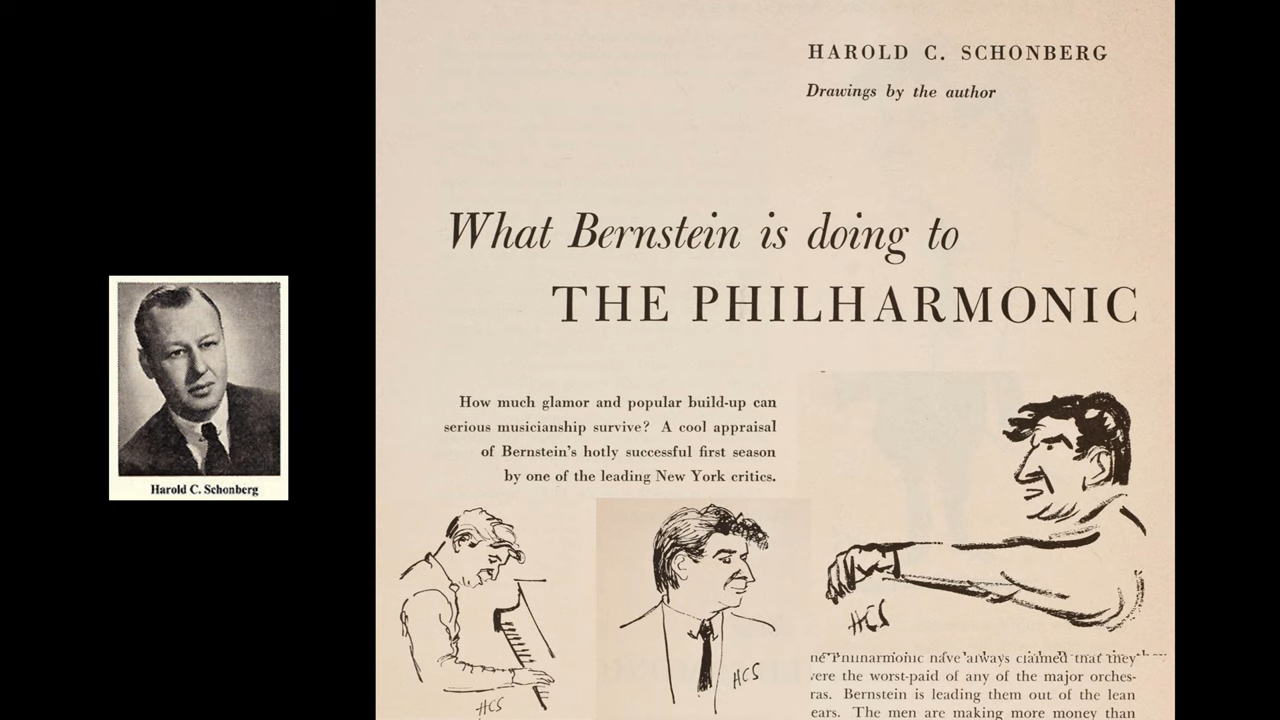 HAROLD C. SCHONBERG
Drawings by the author
What Bernstein is doing to
THE PHILHARMONIC
How much glamor and popular build-up can
serious musicianship survive? A cool appraisal
of Bernstein's hotly successful first season
by one of the leading New York critics.
Harold C. Schonberg
HCS
HCS
HCS
Philharmonic have always claimed that they
were the worst-paid of any of the major orches-
ras. Bernstein is leading them out of the lean
ears. The men are making more money than